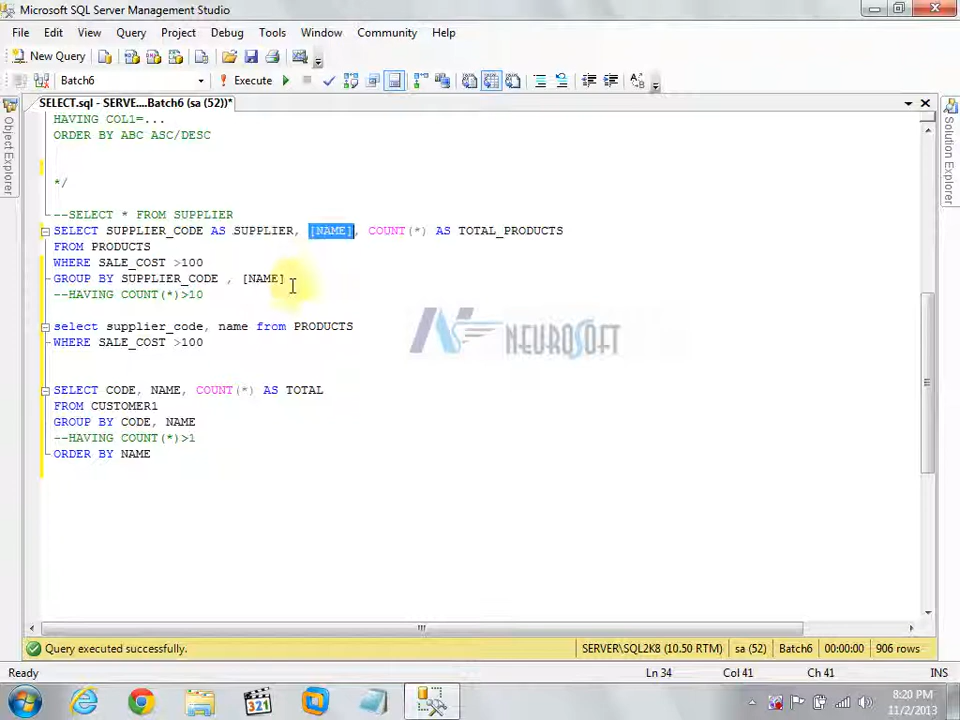 Microsoft SQL Server Management Studio
File Edit View Query Project Debug Tools Window Community Help
New Query
Batch6 Execute
SELECT.sql - SERVE....Batch6 (sa (52))*
Object Explorer
Solution Explorer
HAVING COL1=...
ORDER BY ABC ASC/DESC
*/
--SELECT * FROM SUPPLIER
SELECT SUPPLIER_CODE AS SUPPLIER, [NAME], COUNT(*) AS TOTAL_PRODUCTS
FROM PRODUCTS
WHERE SALE_COST >100
GROUP BY SUPPLIER_CODE , [NAME]
--HAVING COUNT(*)>10
select supplier_code, name from PRODUCTS
WHERE SALE_COST >100
NEUROSOFT
SELECT CODE, NAME, COUNT(*) AS TOTAL
FROM CUSTOMER1
GROUP BY CODE, NAME
--HAVING COUNT(*)>1
ORDER BY NAME
Query executed successfully. SERVER\SQL2K8 (10.50 RTM) sa (52) Batch6 00:00:00 906 rows
Ready Ln 34 Col 41 Ch 41 INS
321
8:20 PM
11/2/2013